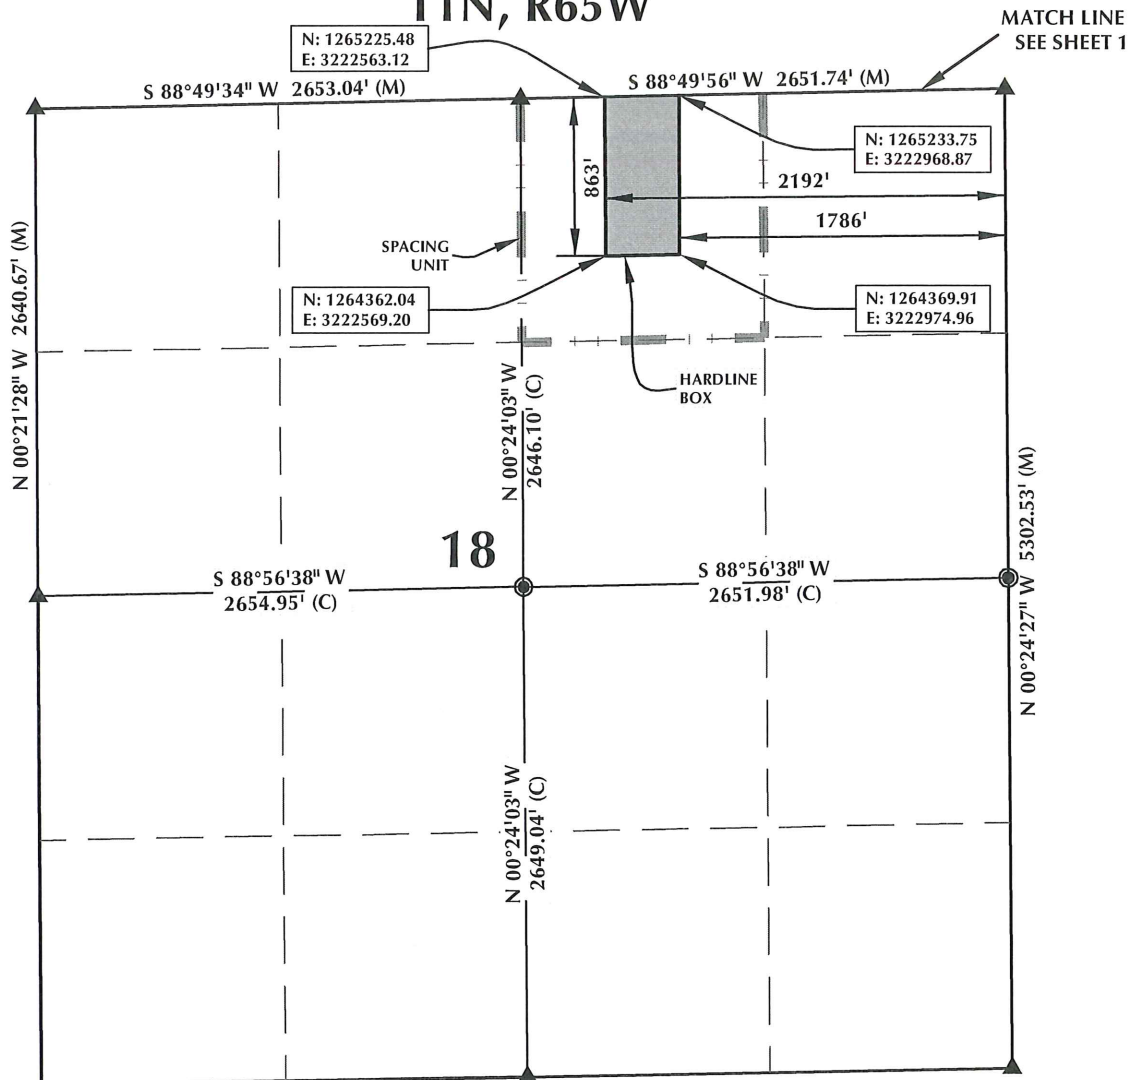 R65W
MATCH LINE
SEE SHEET 1
N: 1265225.48
E: 3222563.12
S 88°49'34" W 2653.04' (M)
S 88°49'56" W 2651.74' (M)
N: 1265233.75
E: 3222968.87
863'
2192'
1786'
SPACING
UNIT
N: 1264362.04
E: 3222569.20
N: 1264369.91
E: 3222974.96
HARDLINE
BOX
N 00°21'28" W 2640.67' (M)
N 00°24'03" W
2646.10' (C)
N 00°24'27" W 5302.53' (M)
18
S 88°56'38" W
2654.95' (C)
S 88°56'38" W
2651.98' (C)
N 00°24'03" W
2649.04' (C)